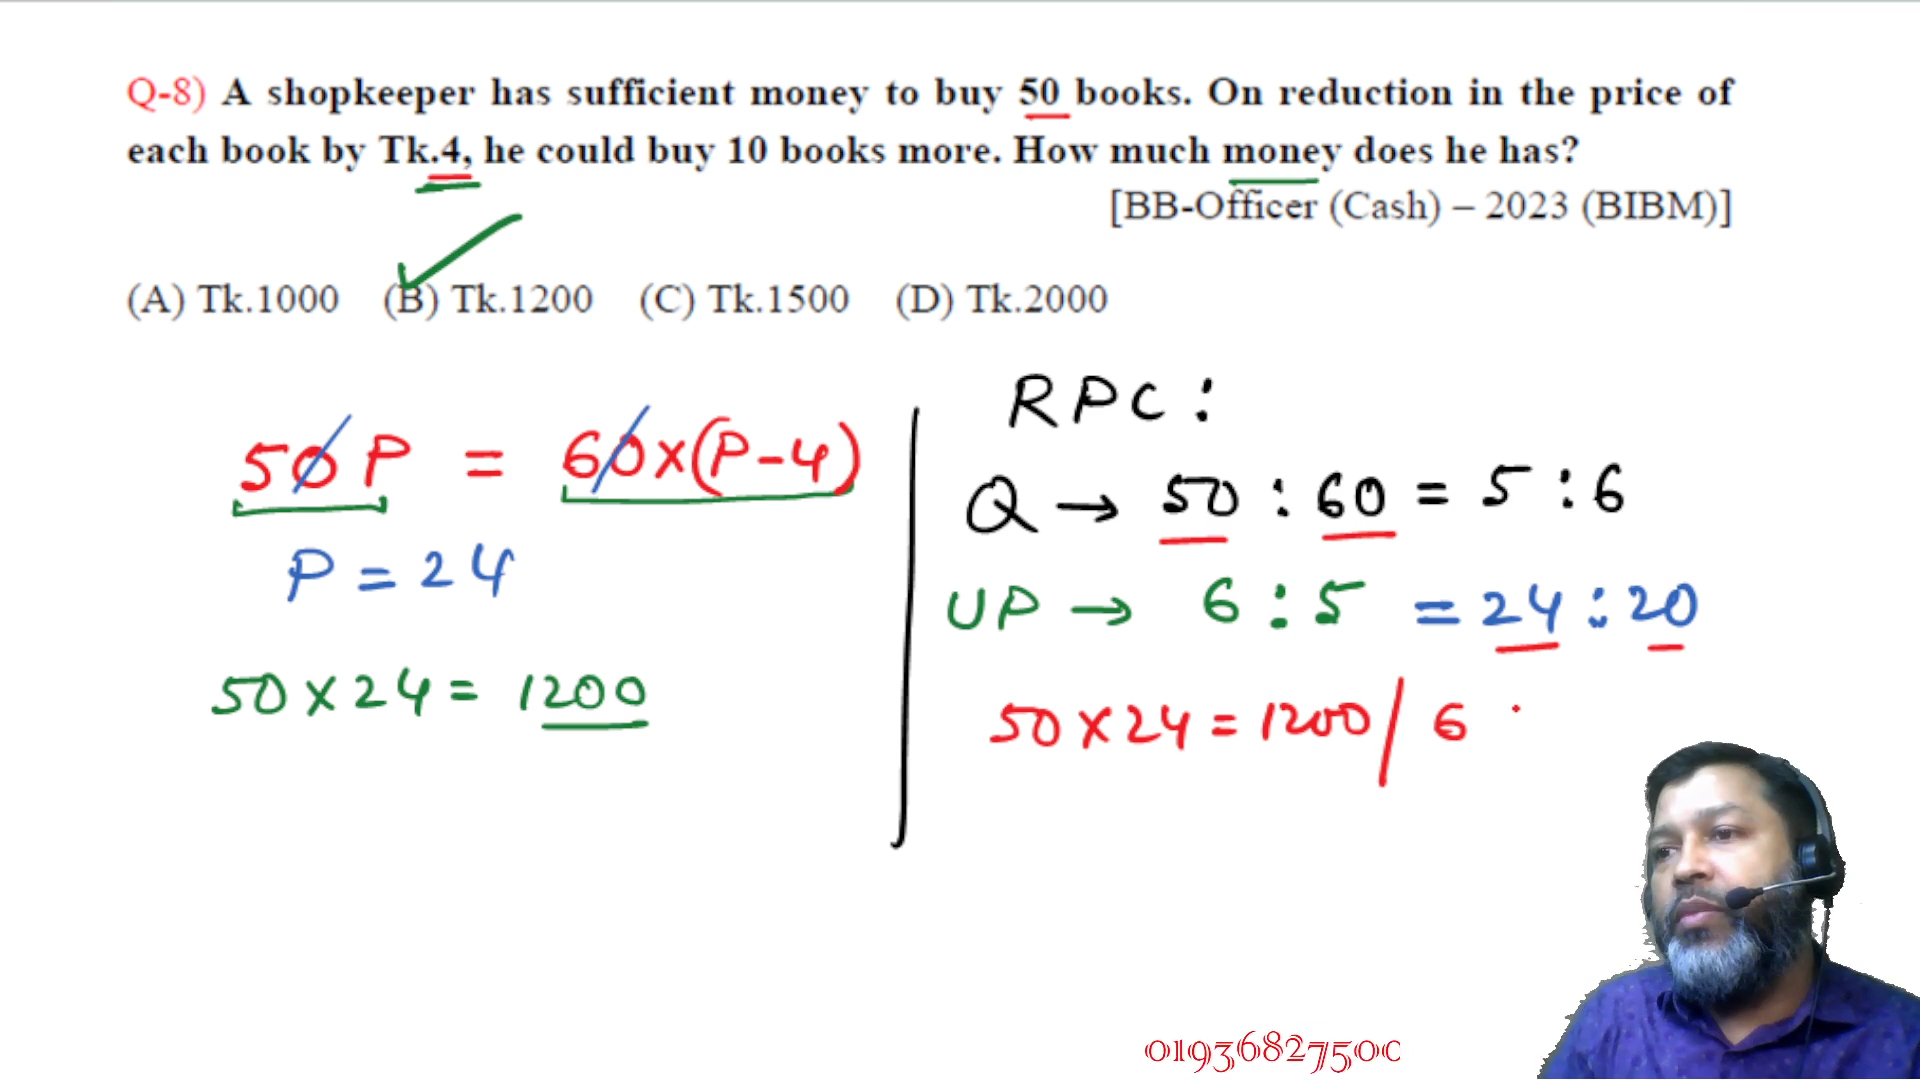 Q-8) A shopkeeper has sufficient money to buy 50 books. On reduction in the price of
each book by Tk.4, he could buy 10 books more. How much money does he has?
[BB-Officer (Cash) – 2023 (BIBM)]
(A) Tk.1000 (B) Tk.1200 (C) Tk.1500 (D) Tk.2000
50 P = 60×(P-4)
P = 24
50×24 = 1200
RPC :
Q → 50 : 60 = 5 : 6
UP → 6 : 5 = 24 : 20
50×24 = 1200 / 6
01936827500